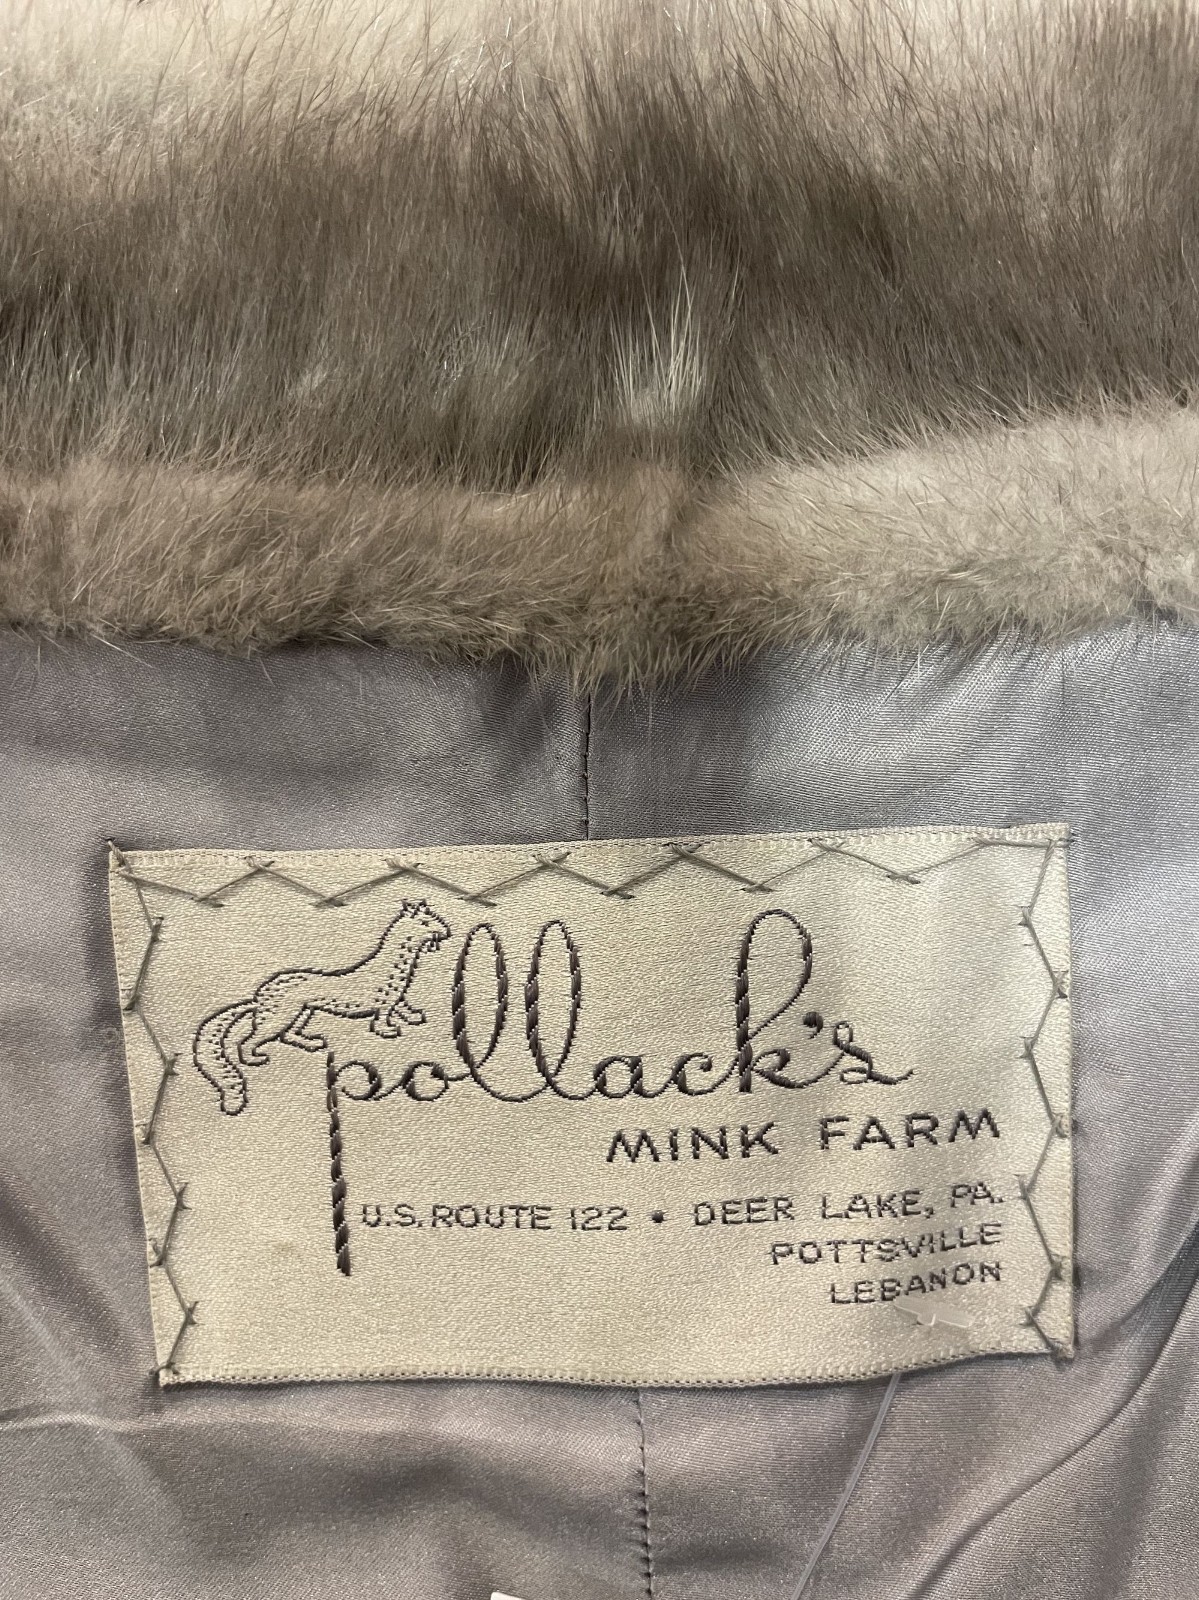 pollack's
MINK FARM
U.S. ROUTE 122 • DEER LAKE, PA.
POTTSVILLE
LEBANON